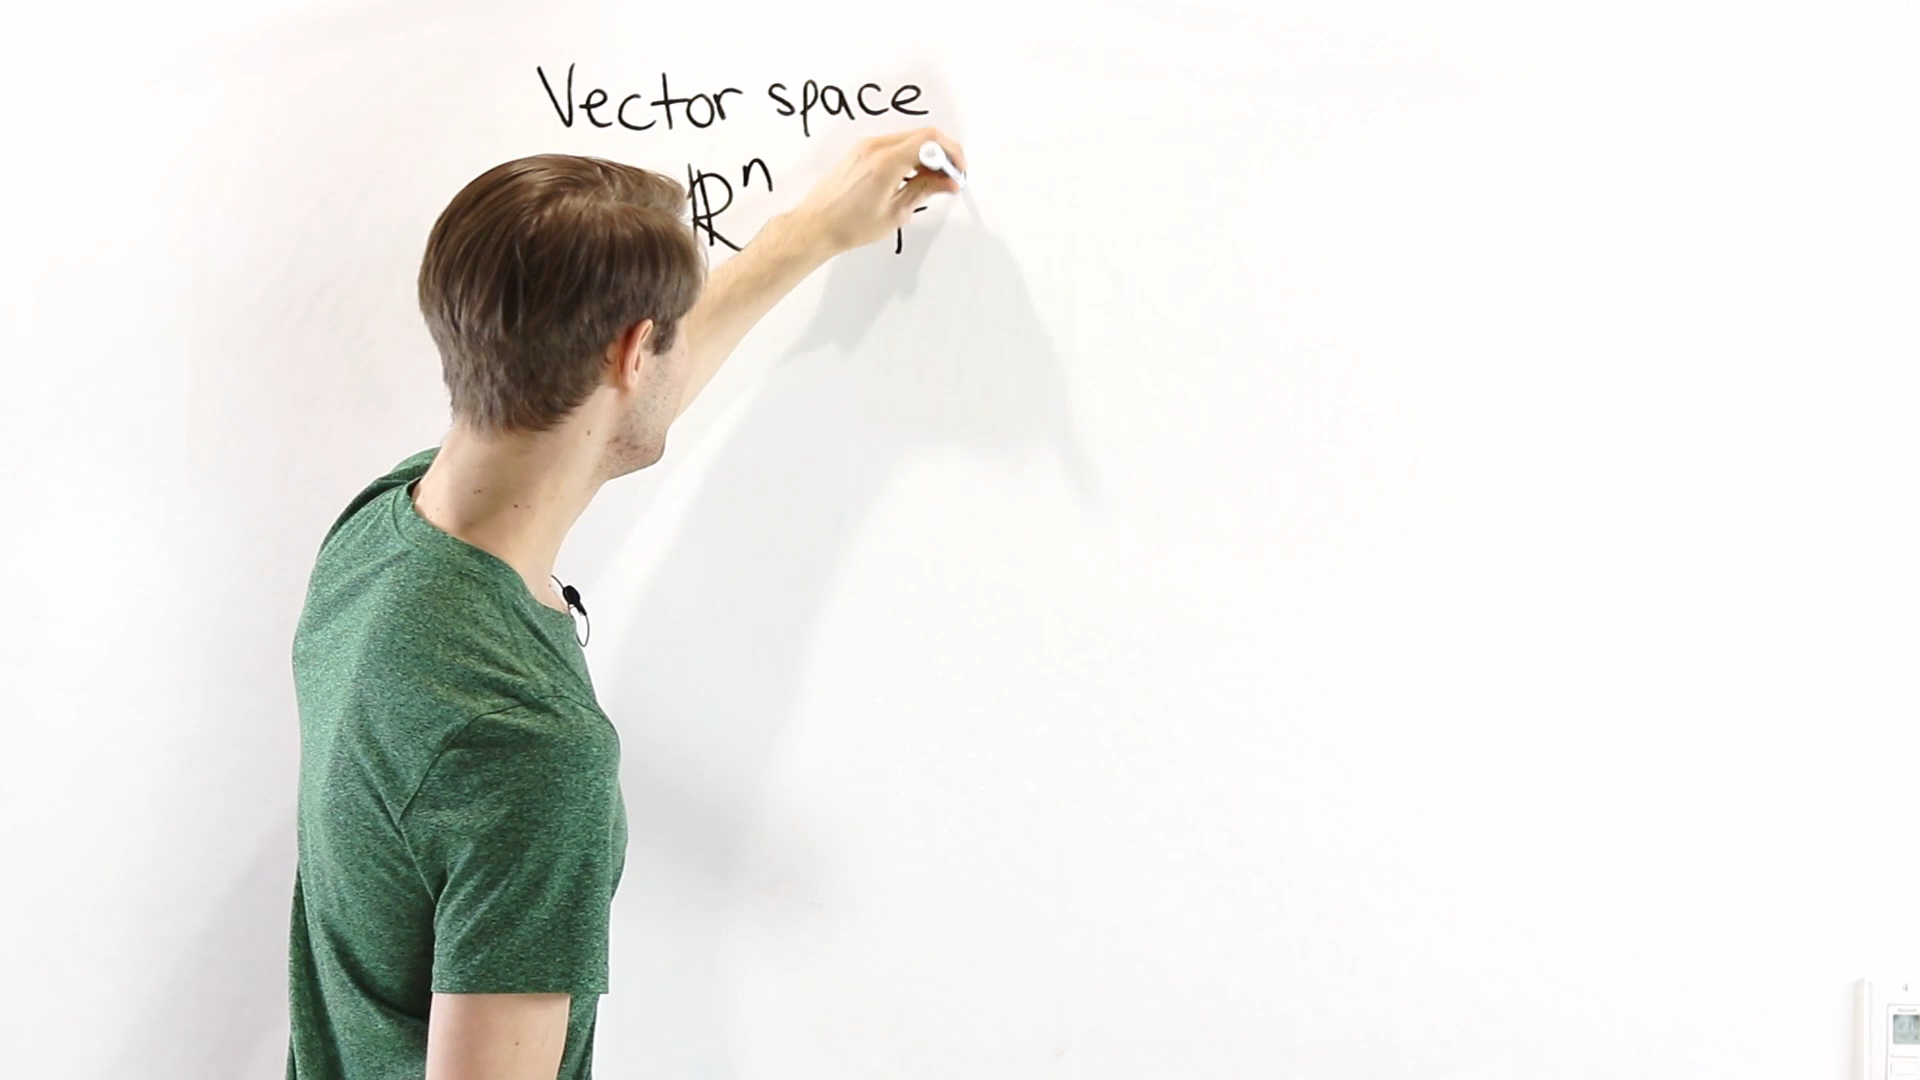 Vector space
ℝⁿ